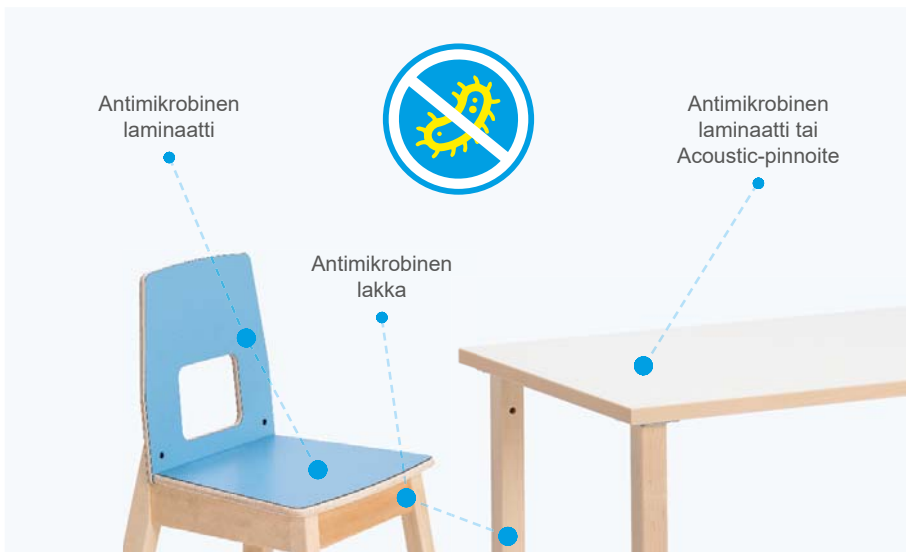 Antimikrobinen
laminaatti
Antimikrobinen
laminaatti tai
Acoustic-pinnoite
Antimikrobinen
lakka